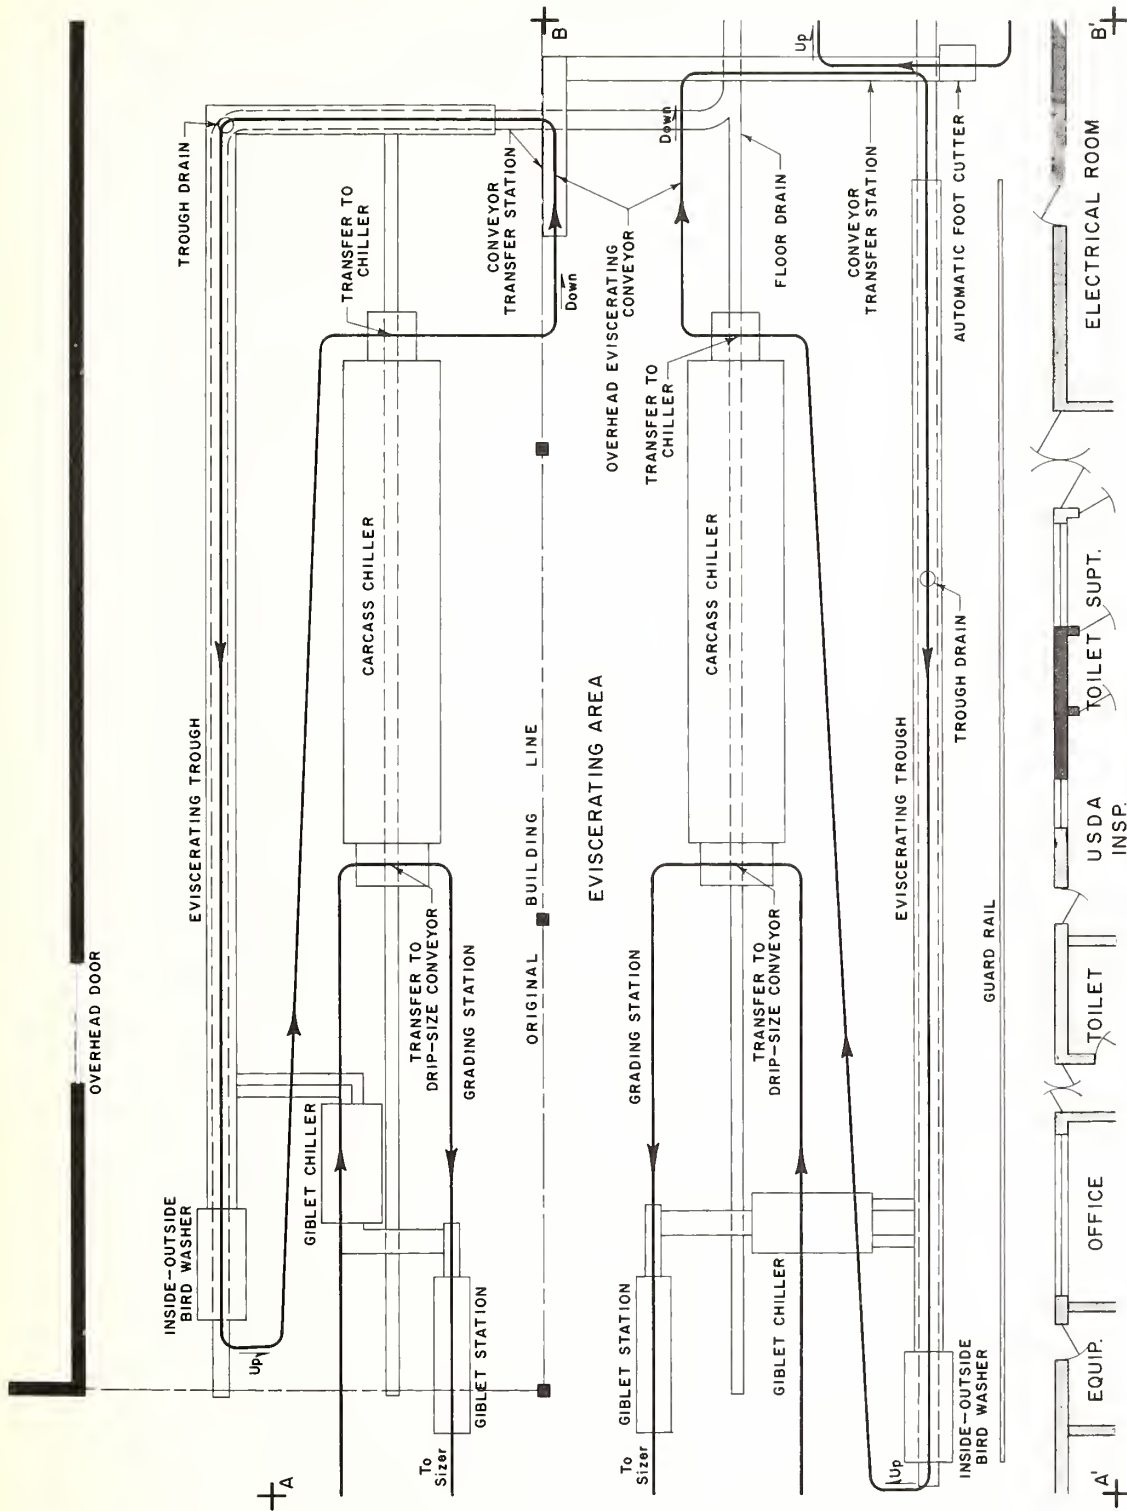 OVERHEAD DOOR
TROUGH DRAIN
EVISCERATING TROUGH
INSIDE–OUTSIDE
BIRD WASHER
Up
TRANSFER TO
CHILLER
CONVEYOR
TRANSFER STATION
Down
B
CARCASS CHILLER
GIBLET CHILLER
TRANSFER TO
DRIP–SIZE CONVEYOR
GRADING STATION
GIBLET STATION
To
Sizer
A
ORIGINAL BUILDING LINE
EVISCERATING AREA
OVERHEAD EVISCERATING
CONVEYOR
Down
Up
TRANSFER TO
CHILLER
FLOOR DRAIN
CONVEYOR
TRANSFER STATION
AUTOMATIC FOOT CUTTER
CARCASS CHILLER
GRADING STATION
TRANSFER TO
DRIP–SIZE CONVEYOR
GIBLET STATION
To
Sizer
GIBLET CHILLER
EVISCERATING TROUGH
TROUGH DRAIN
INSIDE–OUTSIDE
BIRD WASHER
Up
GUARD RAIL
A'
EQUIP.
OFFICE
TOILET
USDA
INSP.
TOILET
SUPT.
ELECTRICAL ROOM
B'